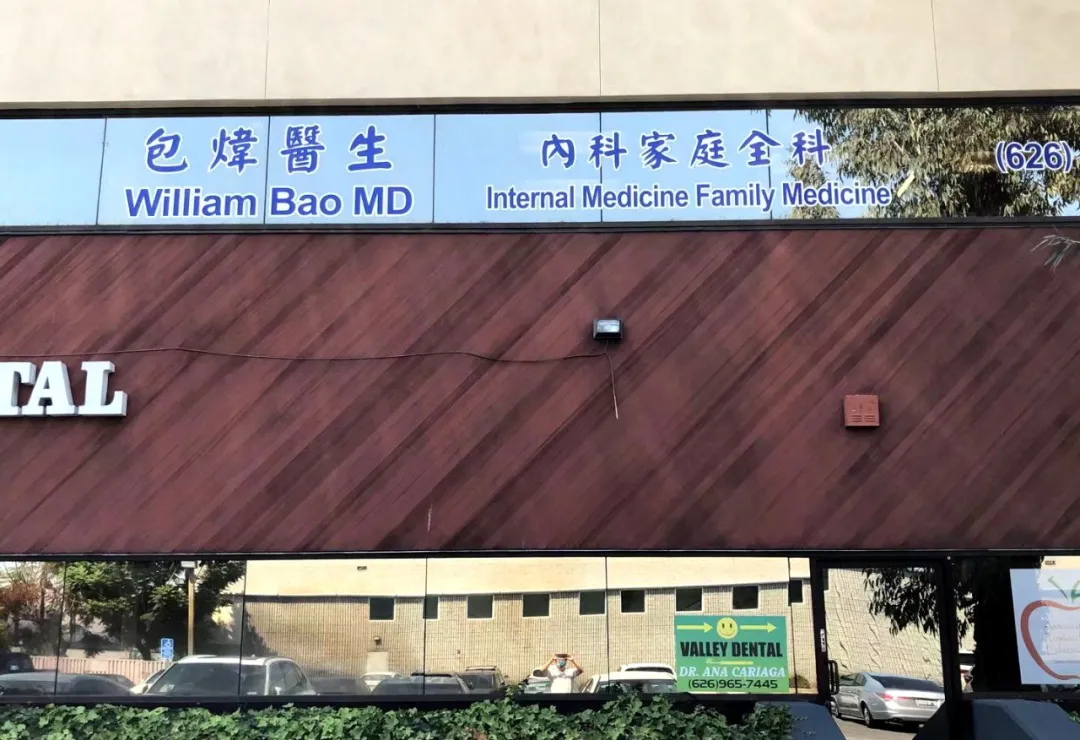 包煒醫生 內科家庭全科 (626)
William Bao MD Internal Medicine Family Medicine
TAL
VALLEY DENTAL
DR. ANA CARIAGA
(626)965-7445